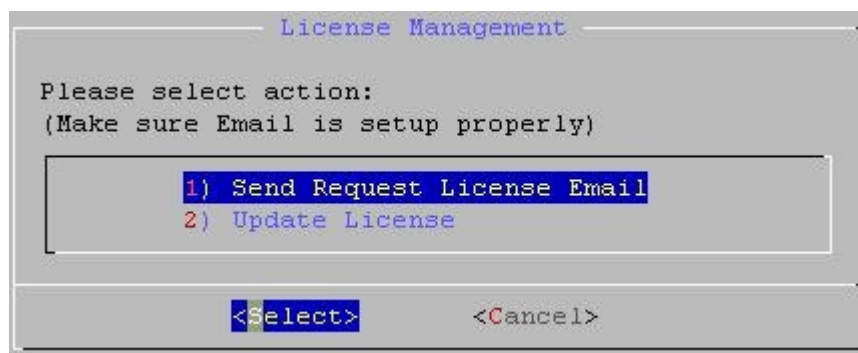 License Management
Please select action:
(Make sure Email is setup properly)
1) Send Request License Email
2) Update License
<Select> <Cancel>